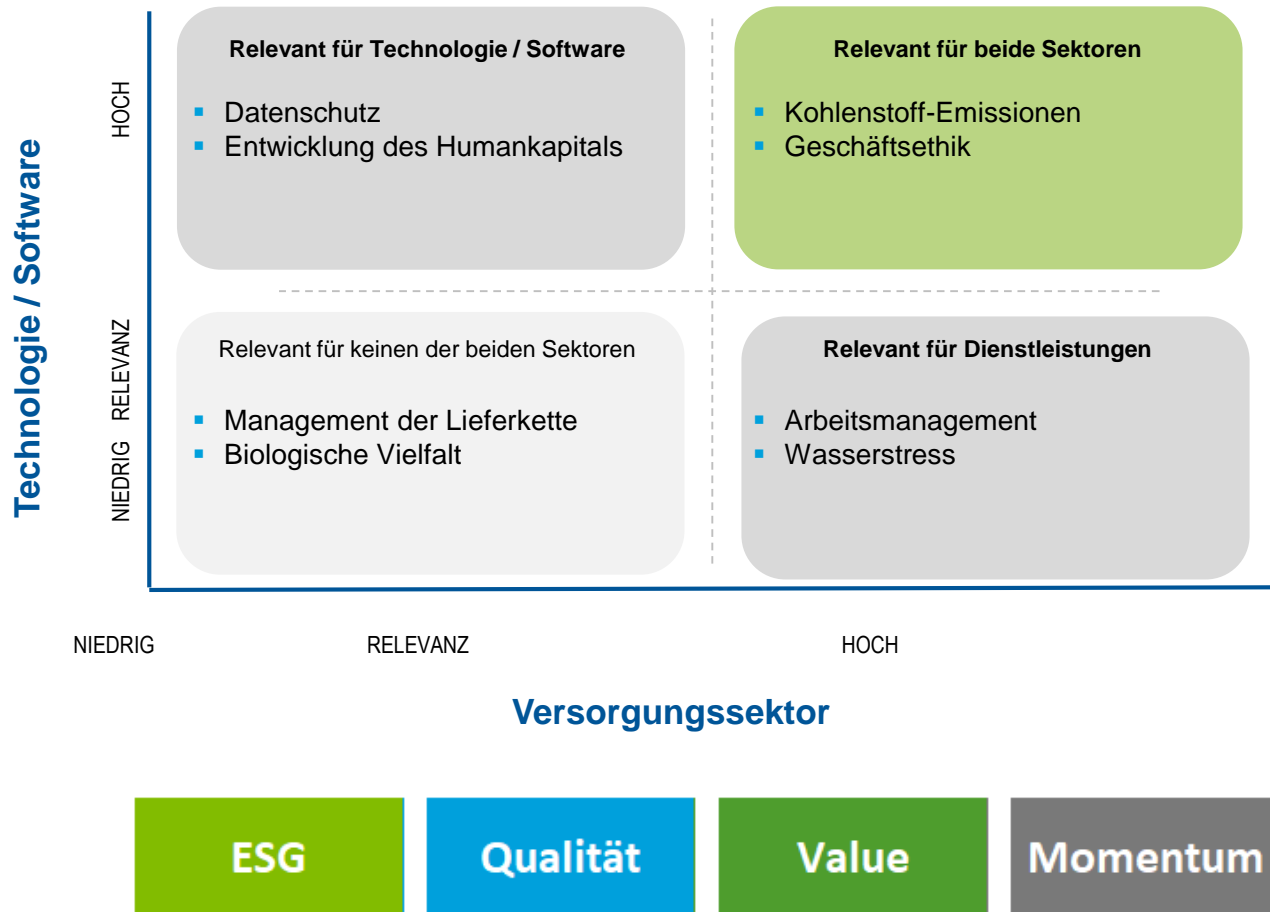 Technologie / Software
HOCH
RELEVANZ
NIEDRIG
Relevant für Technologie / Software
Datenschutz
Entwicklung des Humankapitals
Relevant für beide Sektoren
Kohlenstoff-Emissionen
Geschäftsethik
Relevant für keinen der beiden Sektoren
Management der Lieferkette
Biologische Vielfalt
Relevant für Dienstleistungen
Arbeitsmanagement
Wasserstress
NIEDRIG
RELEVANZ
HOCH
Versorgungssektor
ESG
Qualität
Value
Momentum